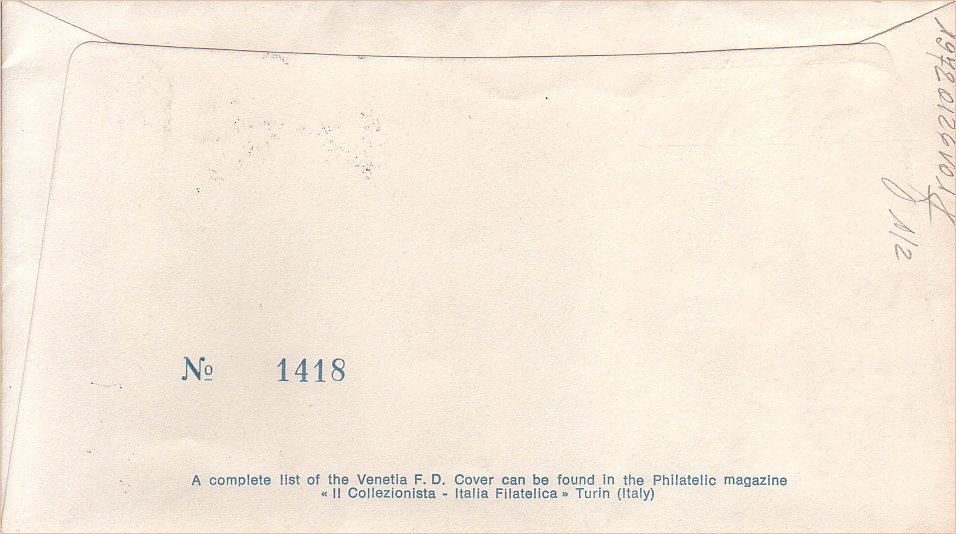 Nº 1418
A complete list of the Venetia F. D. Cover can be found in the Philatelic magazine
« Il Collezionista - Italia Filatelica » Turin (Italy)
N/2